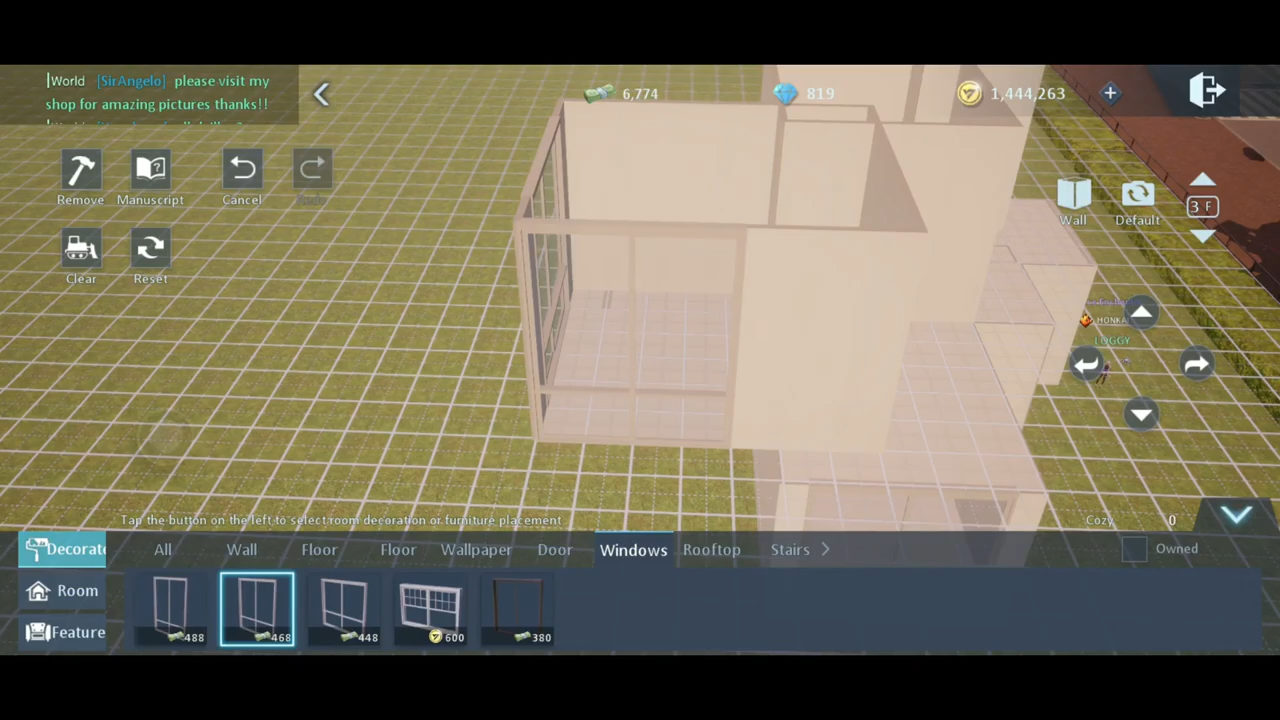 World [SirAngelo] please visit my
shop for amazing pictures thanks!!
6,774
819
1,444,263
Remove
Manuscript
Cancel
Wall
Default
3 F
Clear
Reset
HONKA
LOGGY
Tap the button on the left to select room decoration or furniture placement
Cozy 0
Decorate
All
Wall
Floor
Floor
Wallpaper
Door
Windows
Rooftop
Stairs
Owned
Room
Feature
488
468
448
600
380